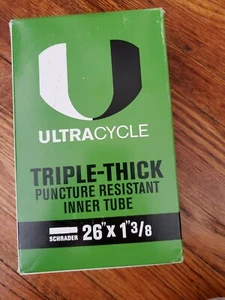 ULTRACYCLE
TRIPLE-THICK
PUNCTURE RESISTANT
INNER TUBE
SCHRADER 26"X 1"3/8